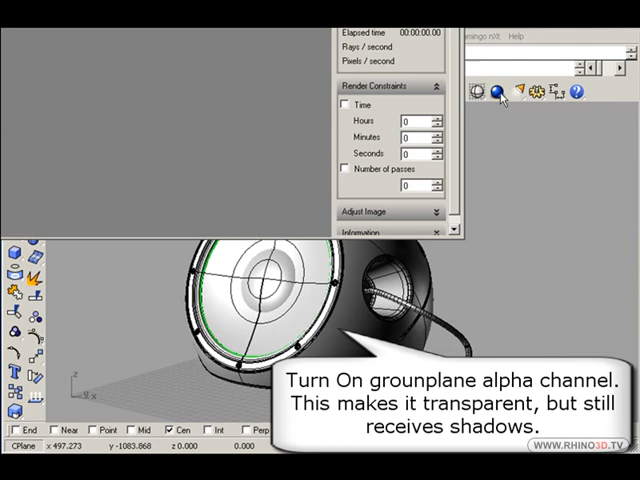 Elapsed time 00:00:00.00
Rays / second
Pixels / second
Render Constraints
Time
Hours 0
Minutes 0
Seconds 0
Number of passes
0
Adjust Image
Information
Help
Turn On grounplane alpha channel.
This makes it transparent, but still
receives shadows.
z
y x
End Near Point Mid Cen Int Perp
CPlane x 497.273 y -1083.868 z 0.000 0.000
WWW.RHINO3D.TV